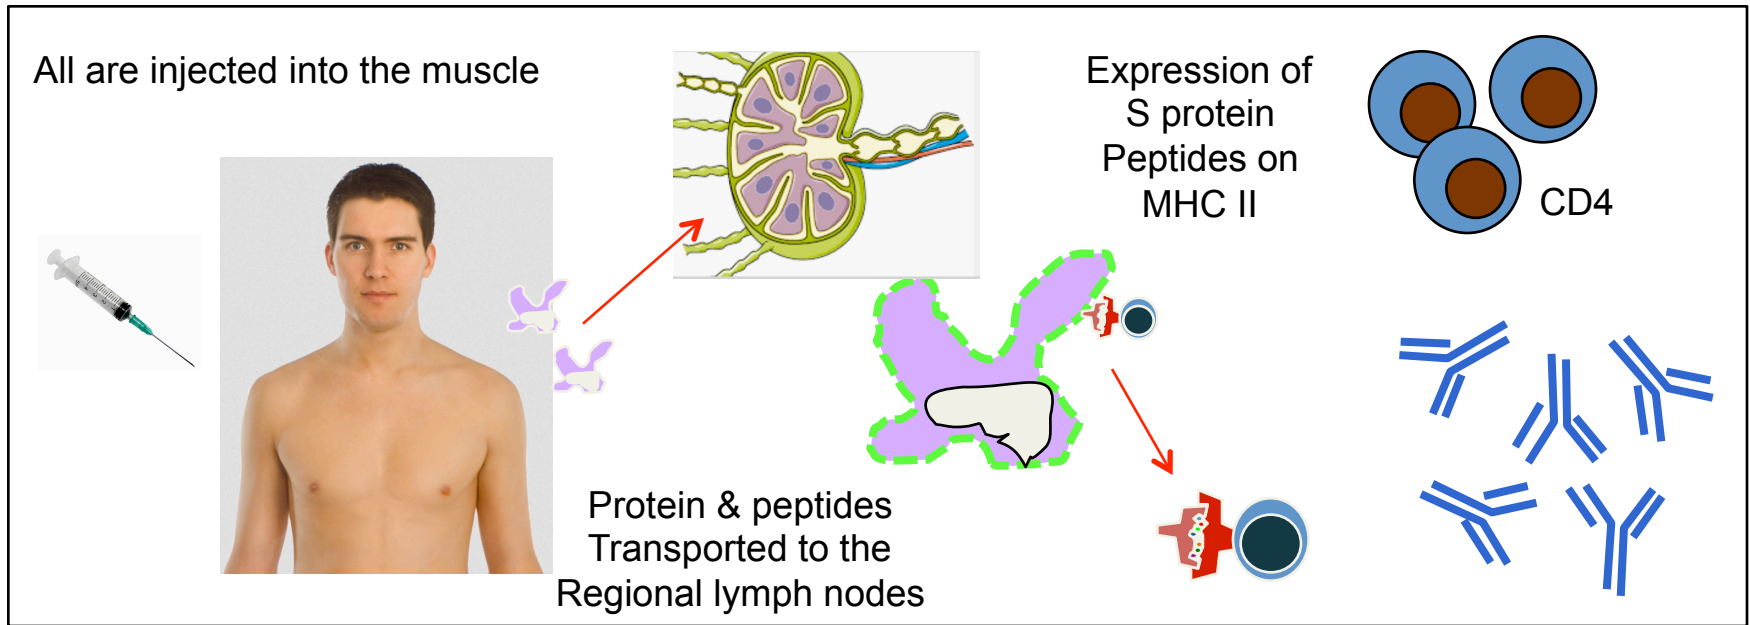 All are injected into the muscle
Expression of
S protein
Peptides on
MHC II
CD4
Protein & peptides
Transported to the
Regional lymph nodes